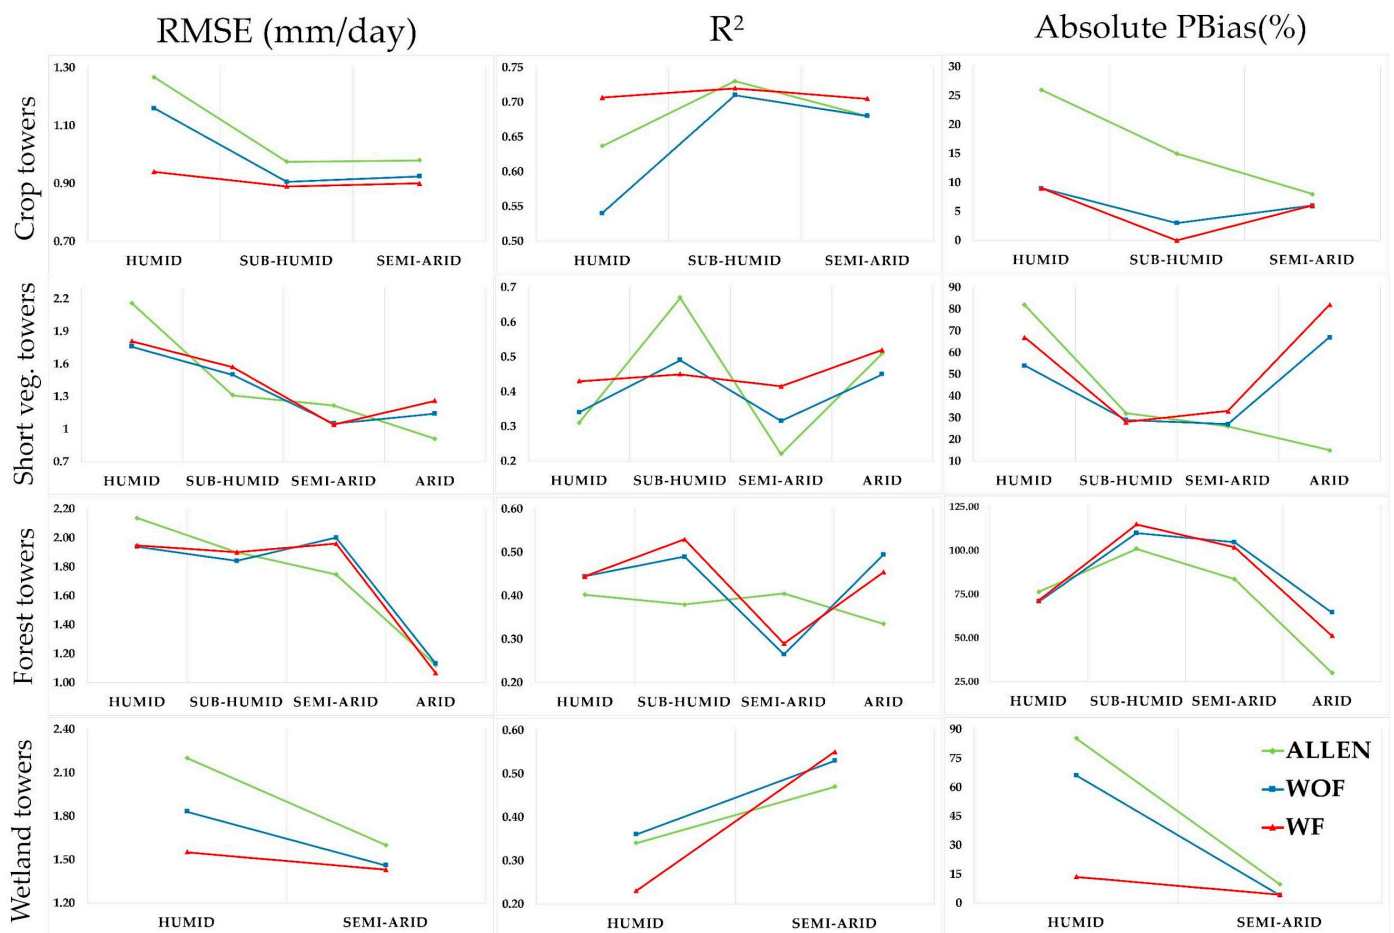 RMSE (mm/day)
R²
Absolute PBias(%)
Crop towers
1.30
1.10
0.90
0.70
HUMID
SUB-HUMID
SEMI-ARID
0.75
0.70
0.65
0.60
0.55
0.50
HUMID
SUB-HUMID
SEMI-ARID
30
25
20
15
10
5
0
HUMID
SUB-HUMID
SEMI-ARID
Short veg. towers
2.2
1.9
1.6
1.3
1
0.7
HUMID
SUB-HUMID
SEMI-ARID
ARID
0.7
0.6
0.5
0.4
0.3
0.2
HUMID
SUB-HUMID
SEMI-ARID
ARID
90
80
70
60
50
40
30
20
10
HUMID
SUB-HUMID
SEMI-ARID
ARID
Forest towers
2.20
2.00
1.80
1.60
1.40
1.20
1.00
HUMID
SUB-HUMID
SEMI-ARID
ARID
0.60
0.50
0.40
0.30
0.20
HUMID
SUB-HUMID
SEMI-ARID
ARID
125.00
100.00
75.00
50.00
25.00
HUMID
SUB-HUMID
SEMI-ARID
ARID
Wetland towers
2.40
2.10
1.80
1.50
1.20
HUMID
SEMI-ARID
0.60
0.50
0.40
0.30
0.20
HUMID
SEMI-ARID
90
75
60
45
30
15
0
HUMID
SEMI-ARID
ALLEN
WOF
WF